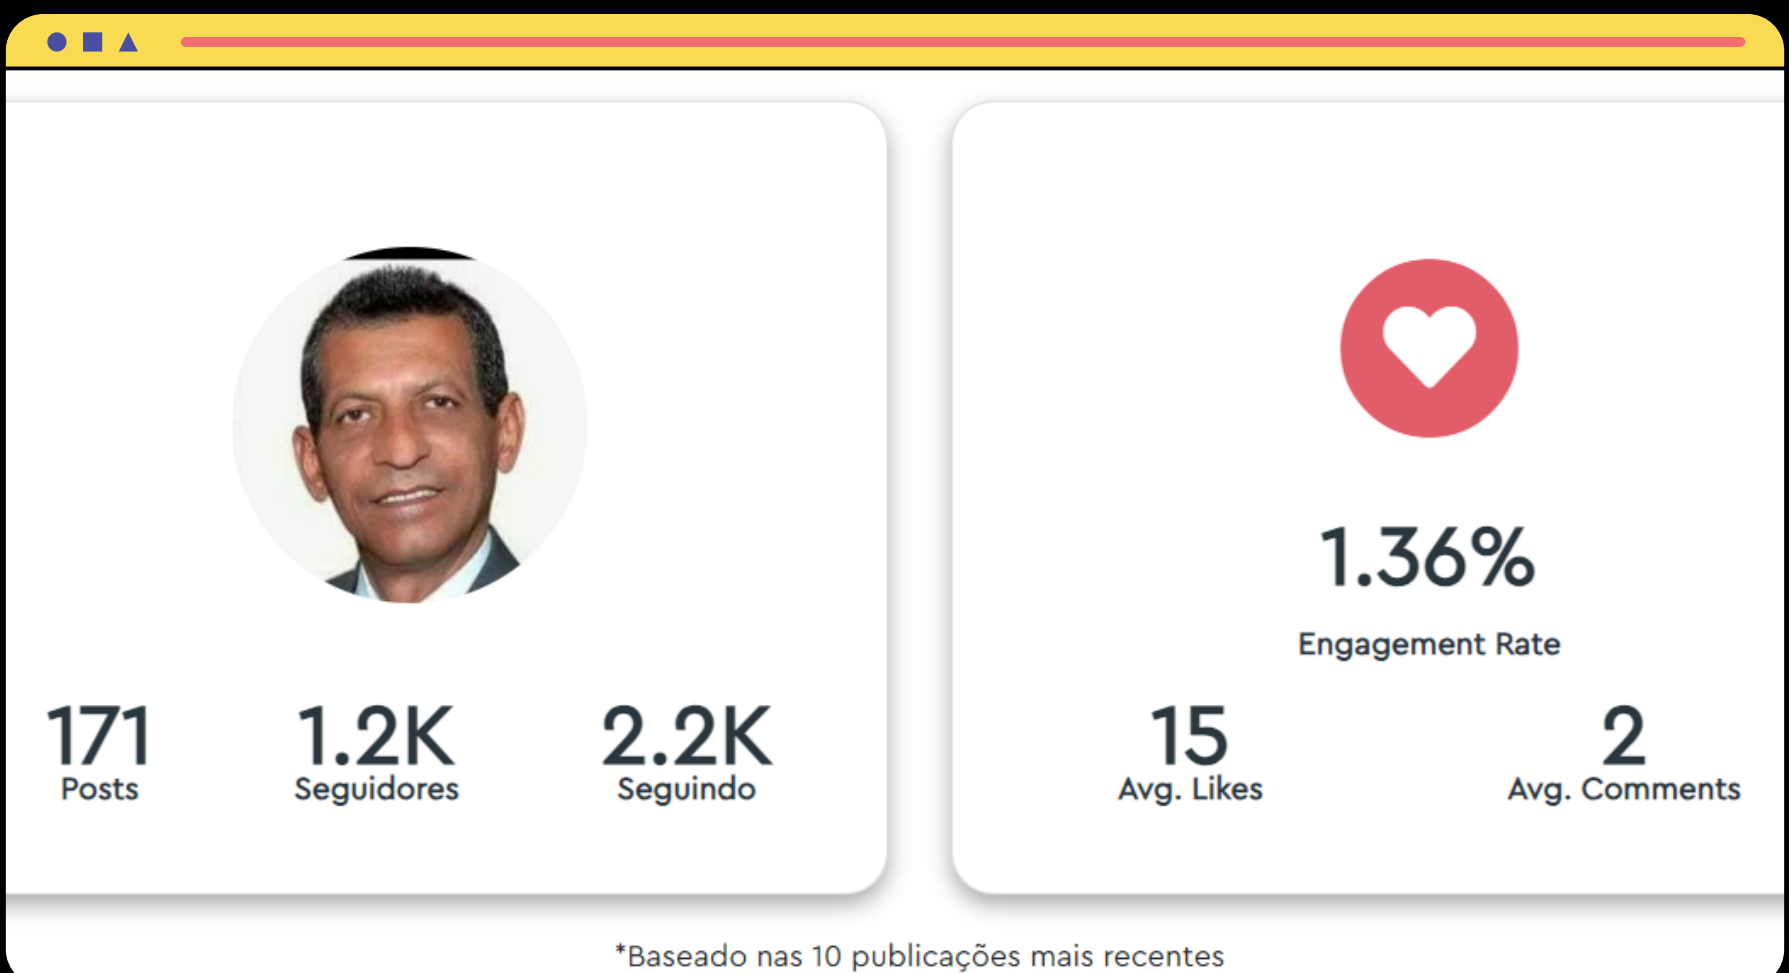 171
Posts
1.2K
Seguidores
2.2K
Seguindo
1.36%
Engagement Rate
15
Avg. Likes
2
Avg. Comments
*Baseado nas 10 publicações mais recentes